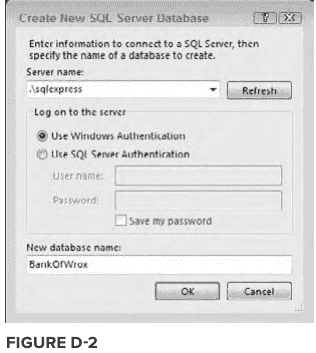 Create New SQL Server Database
Enter information to connect to a SQL Server, then
specify the name of a database to create.
Server name:
.\sqlexpress
Refresh
Log on to the server
Use Windows Authentication
Use SQL Server Authentication
User name:
Password:
Save my password
New database name:
BankOfWrox
OK
Cancel
FIGURE D-2